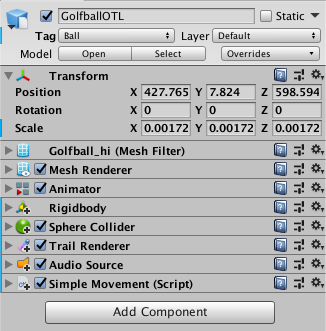 GolfballOTL Static
Tag Ball Layer Default
Model Open Select Overrides
Transform
Position X 427.765 Y 7.824 Z 598.594
Rotation X 0 Y 0 Z 0
Scale X 0.00172 Y 0.00172 Z 0.00172
Golfball_hi (Mesh Filter)
Mesh Renderer
Animator
Rigidbody
Sphere Collider
Trail Renderer
Audio Source
Simple Movement (Script)
Add Component